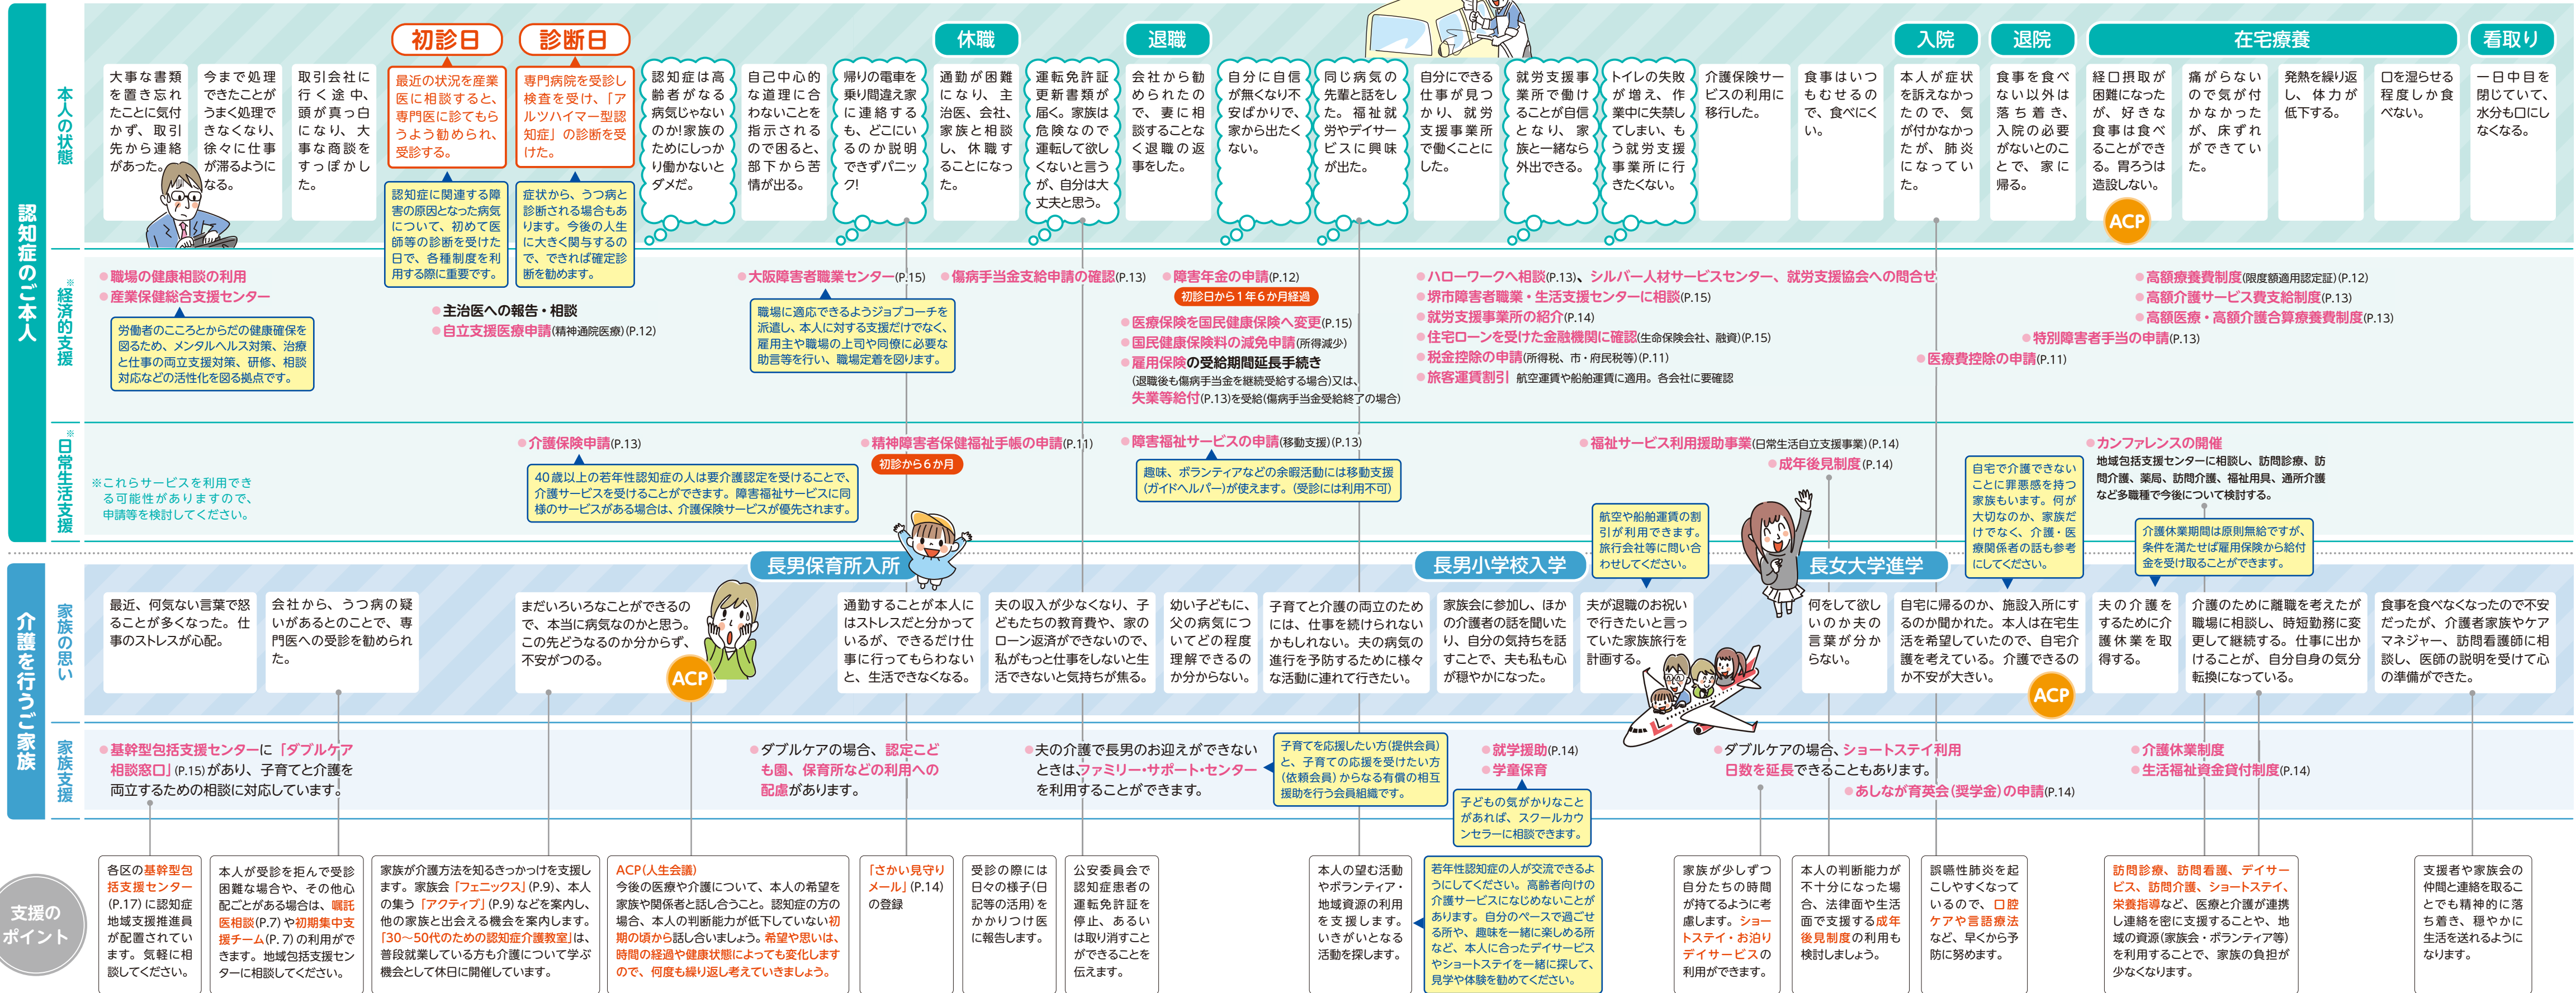 認知症のご本人
本人の状態
大事な書類
を置き忘れ
たことに気付
かず、取引
先から連絡
があった。
今まで処理
できたことが
うまく処理で
きなくなり、
徐々に仕事
が滞るように
なる。
取引会社に
行く途中、
頭が真っ白
になり、大
事な商談を
すっぽかし
た。
初診日
最近の状況を産業
医に相談すると、
専門医に診てもら
うよう勧められ、
受診する。
認知症に関連する障
害の原因となった病気
について、初めて医
師等の診断を受けた
日で、各種制度を利
用する際に重要です。
診断日
専門病院を受診し
検査を受け、「ア
ルツハイマー型認
知症」の診断を受
けた。
症状から、うつ病と
診断される場合もあ
ります。今後の人生
に大きく関与するの
で、できれば確定診
断を勧めます。
認知症は高
齢者がなる
病気じゃない
のか!家族の
ためにしっか
り働かないと
ダメだ。
自己中心的
な道理に合
わないことを
指示される
ので困ると、
部下から苦
情が出る。
帰りの電車を
乗り間違え家
に連絡する
も、どこにい
るのか説明
できずパニッ
ク!
休職
通勤が困難
になり、主
治医、会社、
家族と相談
し、休職す
ることになっ
た。
運転免許証
更新書類が
届く。家族は
危険なので
運転して欲し
くないと言う
が、自分は大
丈夫と思う。
退職
会社から勧
められたの
で、妻に相
談すること
なく退職の返
事をした。
自分に自信
が無くなり不
安ばかりで、
家から出たく
ない。
同じ病気の
先輩と話をし
た。福祉就
労やデイサー
ビスに興味
が出た。
自分にできる
仕事が見つ
かり、就労
支援事業所
で働くことに
した。
就労支援事
業所で働け
ることが自信
となり、家
族と一緒なら
外出できる。
トイレの失敗
が増え、作
業中に失禁し
てしまい、も
う就労支援
事業所に行
きたくない。
介護保険サー
ビスの利用に
移行した。
食事はいつ
もむせるの
で、食べにく
い。
入院
本人が症状
を訴えなかっ
たので、気
が付かなかっ
たが、肺炎
になってい
た。
退院
食事を食べ
ない以外は
落ち着き、
入院の必要
がないとのこ
とで、家に
帰る。
在宅療養
経口摂取が
困難になった
が、好きな
食事は食べ
ることができ
る。胃ろうは
造設しない。
ACP
痛がらない
ので気が付
かなかった
が、床ずれ
ができてい
た。
発熱を繰り返
し、体力が
低下する。
口を湿らせる
程度しか食
べない。
看取り
一日中目を
閉じていて、
水分も口にし
なくなる。
※経済的支援
●職場の健康相談の利用
●産業保健総合支援センター
労働者のこころとからだの健康確保を
図るため、メンタルヘルス対策、治療
と仕事の両立支援対策、研修、相談
対応などの活性化を図る拠点です。
●主治医への報告・相談
●自立支援医療申請(精神通院医療)(P.12)
●大阪障害者職業センター(P.15)
職場に適応できるようジョブコーチを
派遣し、本人に対する支援だけでなく、
雇用主や職場の上司や同僚に必要な
助言等を行い、職場定着を図ります。
●傷病手当金支給申請の確認(P.13)
●障害年金の申請(P.12)
初診日から1年6か月経過
●医療保険を国民健康保険へ変更(P.15)
●国民健康保険料の減免申請(所得減少)
●雇用保険の受給期間延長手続き
(退職後も傷病手当金を継続受給する場合)又は、
失業等給付(P.13)を受給(傷病手当金受給終了の場合)
●ハローワークへ相談(P.13)、シルバー人材サービスセンター、就労支援協会への問合せ
●堺市障害者職業・生活支援センターに相談(P.15)
●就労支援事業所の紹介(P.14)
●住宅ローンを受けた金融機関に確認(生命保険会社、融資)(P.15)
●税金控除の申請(所得税、市・府民税等)(P.11)
●旅客運賃割引 航空運賃や船舶運賃に適用。各会社に要確認
●高額療養費制度(限度額適用認定証)(P.12)
●高額介護サービス費支給制度(P.13)
●高額医療・高額介護合算療養費制度(P.13)
●特別障害者手当の申請(P.13)
●医療費控除の申請(P.11)
※日常生活支援
※これらサービスを利用でき
る可能性がありますので、
申請等を検討してください。
●介護保険申請(P.13)
40歳以上の若年性認知症の人は要介護認定を受けることで、
介護サービスを受けることができます。障害福祉サービスに同
様のサービスがある場合は、介護保険サービスが優先されます。
●精神障害者保健福祉手帳の申請(P.11)
初診から6か月
●障害福祉サービスの申請(移動支援)(P.13)
趣味、ボランティアなどの余暇活動には移動支援
(ガイドヘルパー)が使えます。(受診には利用不可)
●福祉サービス利用援助事業(日常生活自立支援事業)(P.14)
●成年後見制度(P.14)
航空や船舶運賃の割
引が利用できます。
旅行会社等に問い合
わせしてください。
自宅で介護できない
ことに罪悪感を持つ
家族もいます。何が
大切なのか、家族だ
けでなく、介護・医
療関係者の話も参考
にしてください。
●カンファレンスの開催
地域包括支援センターに相談し、訪問診療、訪
問介護、薬局、訪問介護、福祉用具、通所介護
など多職種で今後について検討する。
介護休業期間は原則無給ですが、
条件を満たせば雇用保険から給付
金を受け取ることができます。
介護を行うご家族
家族の思い
最近、何気ない言葉で怒
ることが多くなった。仕
事のストレスが心配。
会社から、うつ病の疑
いがあるとのことで、専
門医への受診を勧められ
た。
まだいろいろなことができるの
で、本当に病気なのかと思う。
この先どうなるのか分からず、
不安がつのる。
ACP
長男保育所入所
通勤することが本人に
はストレスだと分かって
いるが、できるだけ仕
事に行ってもらわない
と、生活できなくなる。
夫の収入が少なくなり、子
どもたちの教育費や、家の
ローン返済ができないので、
私がもっと仕事をしないと生
活できないと気持ちが焦る。
幼い子どもに、
父の病気につ
いてどの程度
理解できるの
か分からない。
子育てと介護の両立のため
には、仕事を続けられない
かもしれない。夫の病気の
進行を予防するために様々
な活動に連れて行きたい。
長男小学校入学
家族会に参加し、ほか
の介護者の話を聞いた
り、自分の気持ちを話
すことで、夫も私も心
が穏やかになった。
夫が退職のお祝い
で行きたいと言っ
ていた家族旅行を
計画する。
長女大学進学
何をして欲し
いのか夫の
言葉が分か
らない。
自宅に帰るのか、施設入所にす
るのか聞かれた。本人は在宅生
活を希望していたので、自宅介
護を考えている。介護できるの
か不安が大きい。
ACP
夫の介護を
するために介
護休業を取
得する。
介護のために離職を考えたが
職場に相談し、時短勤務に変
更して継続する。仕事に出か
けることが、自分自身の気分
転換になっている。
食事を食べなくなったので不安
だったが、介護者家族やケア
マネジャー、訪問看護師に相
談し、医師の説明を受けて心
の準備ができた。
家族支援
●基幹型包括支援センターに「ダブルケア
相談窓口」(P.15)があり、子育てと介護を
両立するための相談に対応しています。
●ダブルケアの場合、認定こど
も園、保育所などの利用への
配慮があります。
●夫の介護で長男のお迎えができない
ときは、ファミリー・サポート・センター
を利用することができます。
子育てを応援したい方(提供会員)
と、子育ての応援を受けたい方
(依頼会員)からなる有償の相互
援助を行う会員組織です。
●就学援助(P.14)
●学童保育
子どもの気がかりなこと
があれば、スクールカウ
ンセラーに相談できます。
●ダブルケアの場合、ショートステイ利用
日数を延長できることもあります。
●あしなが育英会(奨学金)の申請(P.14)
●介護休業制度
●生活福祉資金貸付制度(P.14)
支援の
ポイント
各区の基幹型包
括支援センター
(P.17)に認知症
地域支援推進員
が配置されてい
ます。気軽に相
談してください。
本人が受診を拒んで受診
困難な場合や、その他心
配ごとがある場合は、嘱託
医相談(P.7)や初期集中支
援チーム(P.7)の利用がで
きます。地域包括支援セン
ターに相談してください。
家族が介護方法を知るきっかけを支援し
ます。家族会「フェニックス」(P.9)、本人
の集う「アクティブ」(P.9)などを案内し、
他の家族と出会える機会を案内します。
「30~50代のための認知症介護教室」は、
普段就業している方も介護について学ぶ
機会として休日に開催しています。
ACP(人生会議)
今後の医療や介護について、本人の希望を
家族や関係者と話し合うこと。認知症の方の
場合、本人の判断能力が低下していない初
期の頃から話し合いましょう。希望や思いは、
時間の経過や健康状態によっても変化します
ので、何度も繰り返し考えていきましょう。
「さかい見守り
メール」(P.14)
の登録
受診の際には
日々の様子(日
記等の活用)を
かかりつけ医
に報告します。
公安委員会で
認知症患者の
運転免許証を
停止、あるい
は取り消すこと
ができることを
伝えます。
本人の望む活動
やボランティア・
地域資源の利用
を支援します。
いきがいとなる
活動を探します。
若年性認知症の人が交流できるよ
うにしてください。高齢者向けの
介護サービスになじめないことが
あります。自分のペースで過ごせ
る所や、趣味を一緒に楽しめる所
など、本人に合ったデイサービス
やショートステイを一緒に探して、
見学や体験を勧めてください。
家族が少しずつ
自分たちの時間
が持てるように考
慮します。ショー
トステイ・お泊り
デイサービスの
利用ができます。
本人の判断能力が
不十分になった場
合、法律面や生活
面で支援する成年
後見制度の利用も
検討しましょう。
誤嚥性肺炎を起
こしやすくなって
いるので、口腔
ケアや言語療法
など、早くから予
防に努めます。
訪問診療、訪問看護、デイサー
ビス、訪問介護、ショートステイ、
栄養指導など、医療と介護が連携
し連絡を密に支援することや、地
域の資源(家族会・ボランティア等)
を利用することで、家族の負担が
少なくなります。
支援者や家族会の
仲間と連絡を取るこ
とでも精神的に落
ち着き、穏やかに
生活を送れるように
なります。